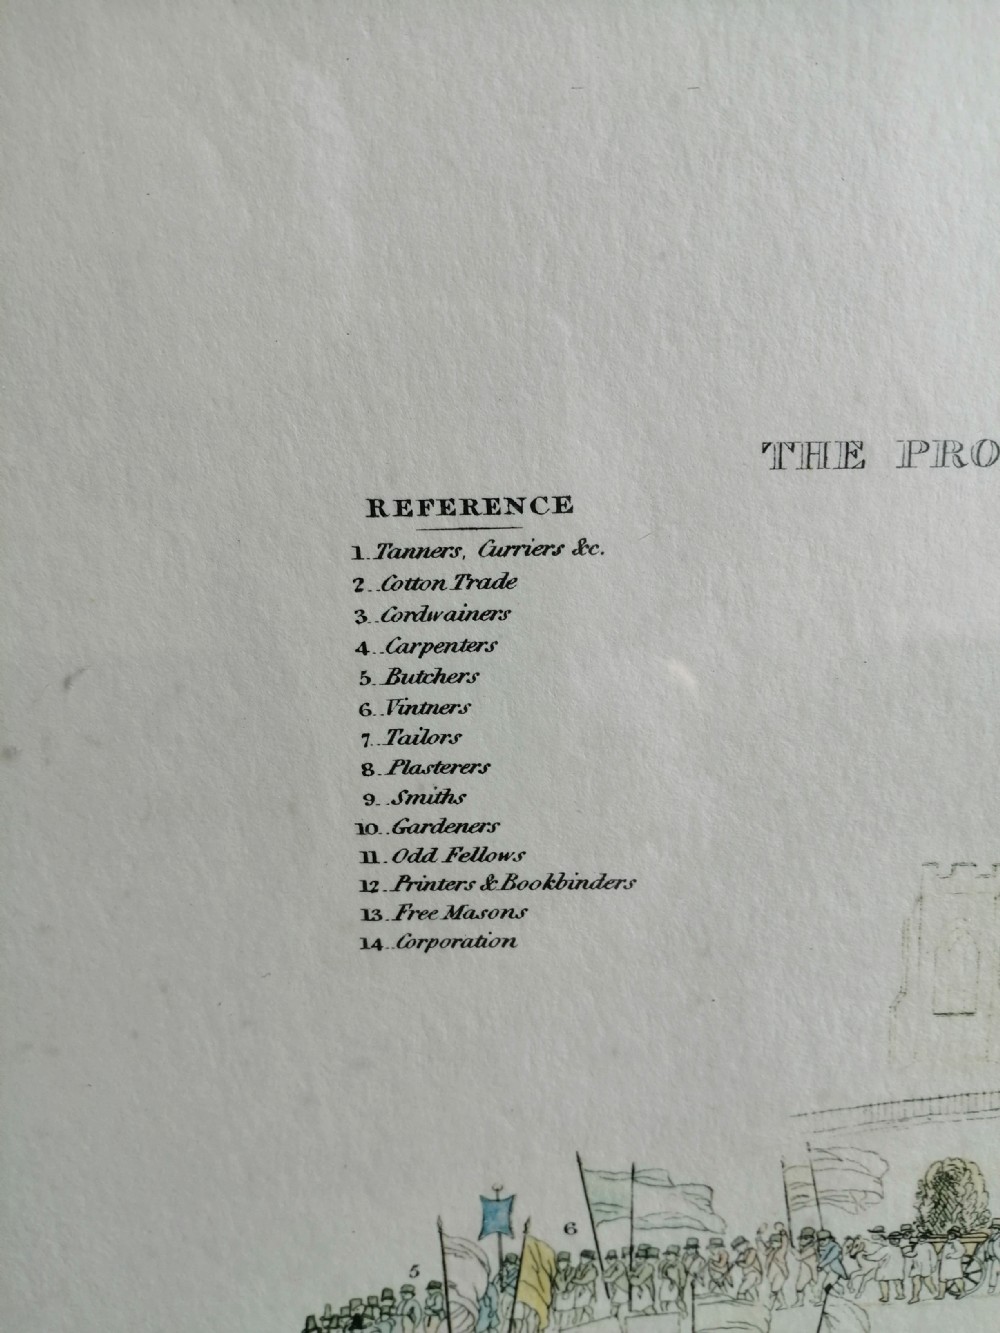 THE PRO
REFERENCE
1. Tanners, Curriers &c.
2.. Cotton Trade
3.. Cordwainers
4.. Carpenters
5.. Butchers
6.. Vintners
7.. Tailors
8.. Plasterers
9.. Smiths
10.. Gardeners
11. Odd Fellows
12.. Printers & Bookbinders
13.. Free Masons
14.. Corporation
6
5